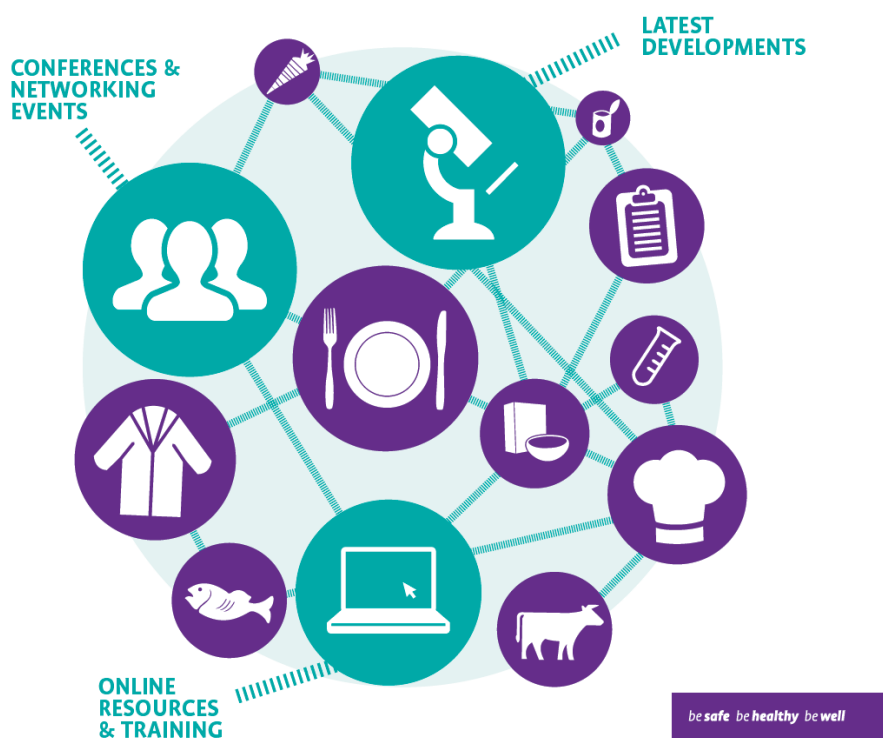 LATEST
DEVELOPMENTS
CONFERENCES &
NETWORKING
EVENTS
ONLINE
RESOURCES
& TRAINING
be safe be healthy be well